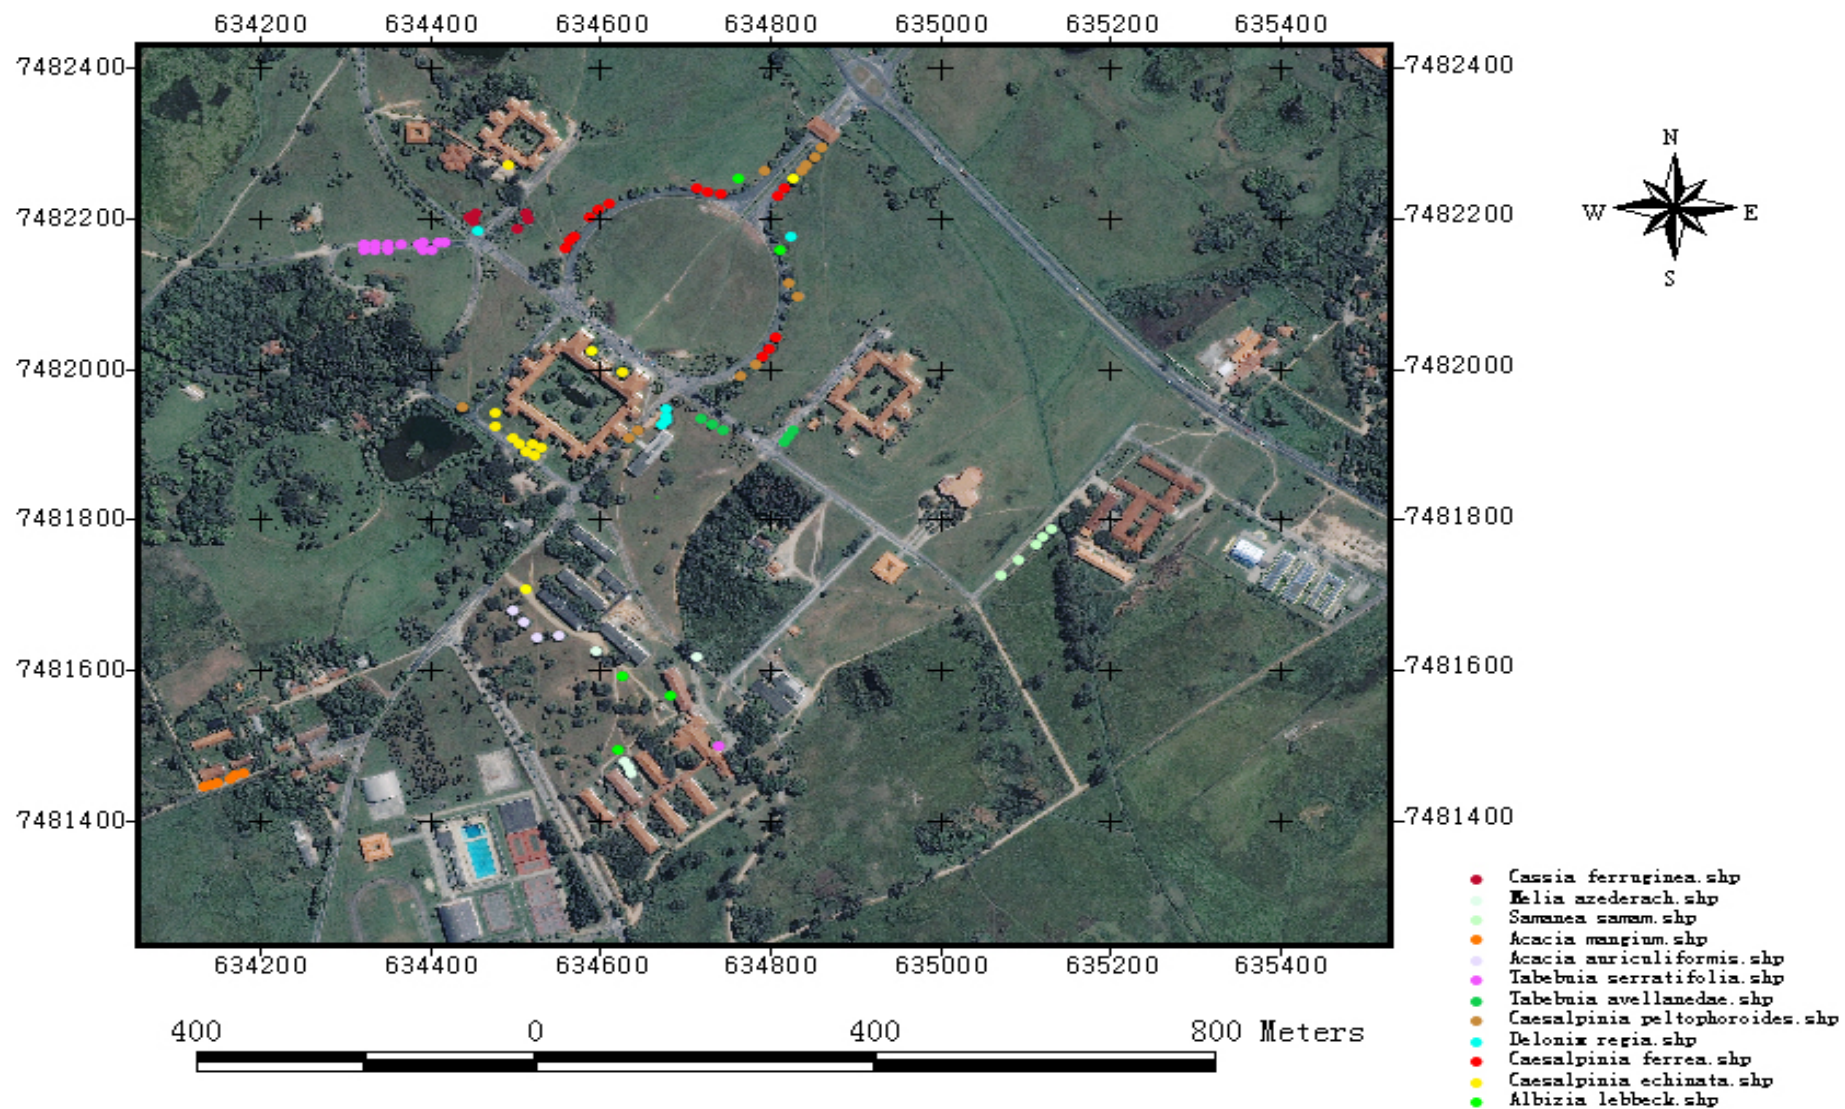 634200 634400 634600 634800 635000 635200 635400
7482400 7482400
N
7482200 7482200
W E
S
7482000 7482000
7481800 7481800
7481600 7481600
7481400 7481400
634200 634400 634600 634800 635000 635200 635400
Cassia ferruginea.shp
Melia azederach.shp
Samanea samam.shp
Acacia mangium.shp
Acacia auriculiformis.shp
Tabebuia serratifolia.shp
Tabebuia avellanedae.shp
Caesalpinia peltophoroides.shp
Delonix regia.shp
Caesalpinia ferrea.shp
Caesalpinia echinata.shp
Albizia lebbeck.shp
400 0 400 800 Meters